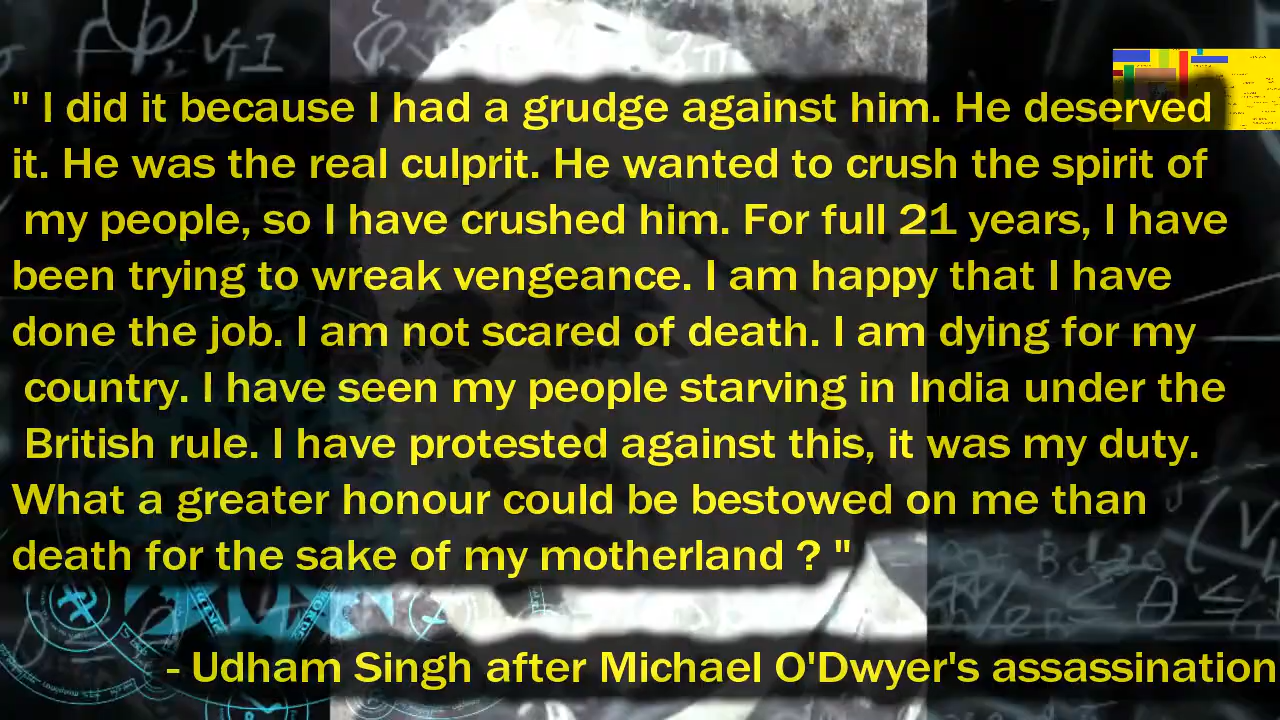 " I did it because I had a grudge against him. He deserved
it. He was the real culprit. He wanted to crush the spirit of
my people, so I have crushed him. For full 21 years, I have
been trying to wreak vengeance. I am happy that I have
done the job. I am not scared of death. I am dying for my
country. I have seen my people starving in India under the
British rule. I have protested against this, it was my duty.
What a greater honour could be bestowed on me than
death for the sake of my motherland ? "
- Udham Singh after Michael O'Dwyer's assassination